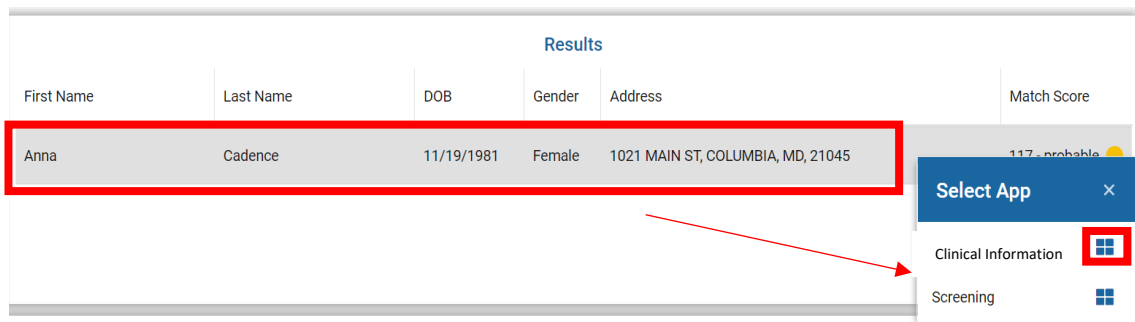 Results
First Name Last Name DOB Gender Address Match Score
Anna Cadence 11/19/1981 Female 1021 MAIN ST, COLUMBIA, MD, 21045 117 - probable
Select App ×
Clinical Information
Screening